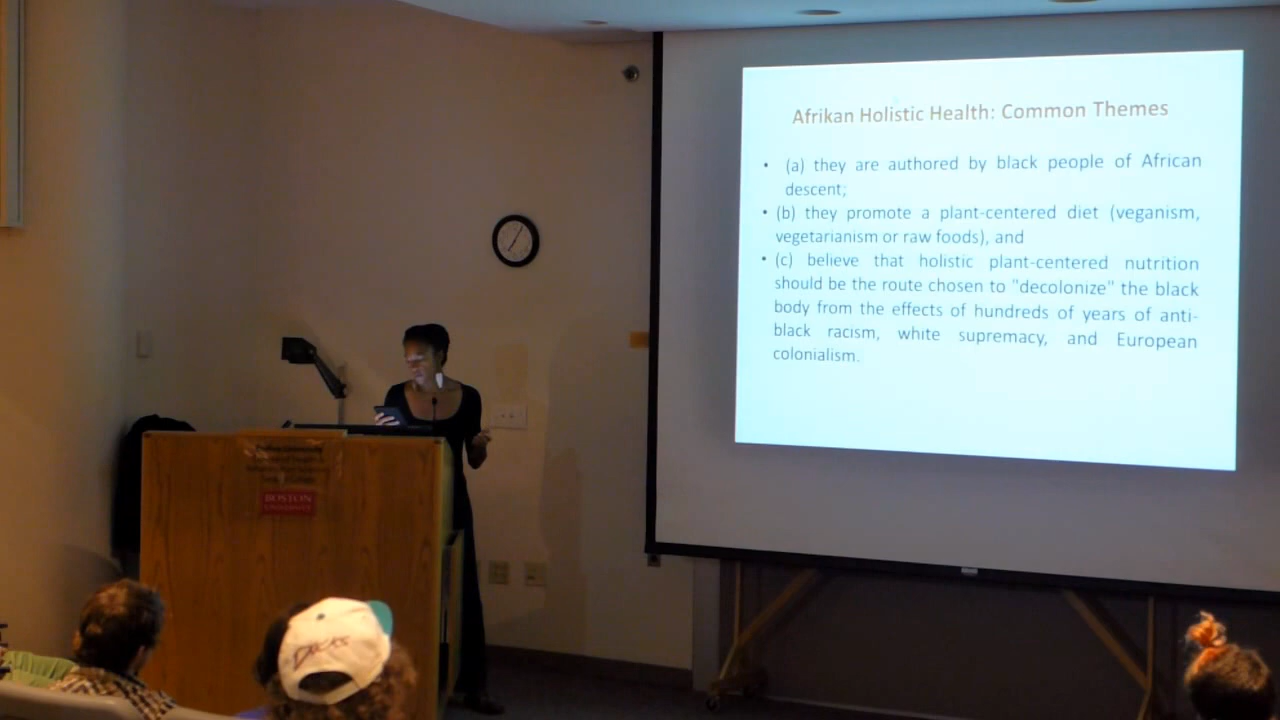 Afrikan Holistic Health: Common Themes
• (a) they are authored by black people of African
descent;
• (b) they promote a plant-centered diet (veganism,
vegetarianism or raw foods), and
• (c) believe that holistic plant-centered nutrition
should be the route chosen to "decolonize" the black
body from the effects of hundreds of years of anti-
black racism, white supremacy, and European
colonialism.
BOSTON
UNIVERSITY
DUCKS